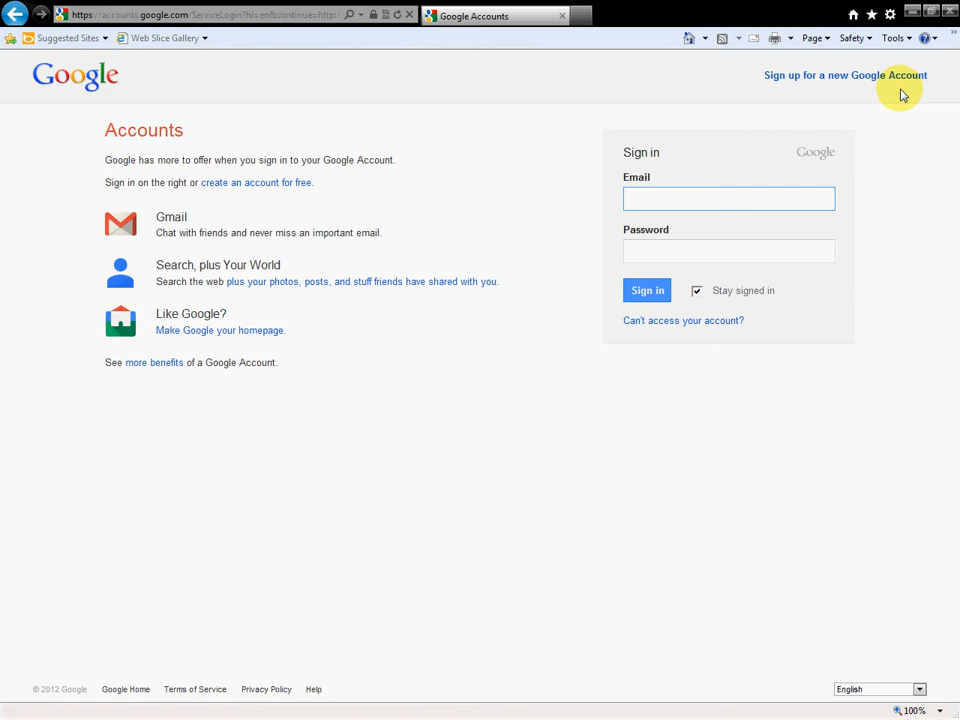 https://accounts.google.com/ServiceLogin?hl=en&continue=http:/
Google Accounts
Suggested Sites
Web Slice Gallery
Page
Safety
Tools
Google
Sign up for a new Google Account
Accounts
Google has more to offer when you sign in to your Google Account.
Sign in on the right or create an account for free.
Gmail
Chat with friends and never miss an important email.
Search, plus Your World
Search the web plus your photos, posts, and stuff friends have shared with you.
Like Google?
Make Google your homepage.
See more benefits of a Google Account.
Sign in Google
Email
Password
Sign in
Stay signed in
Can't access your account?
© 2012 Google Google Home Terms of Service Privacy Policy Help
English
100%